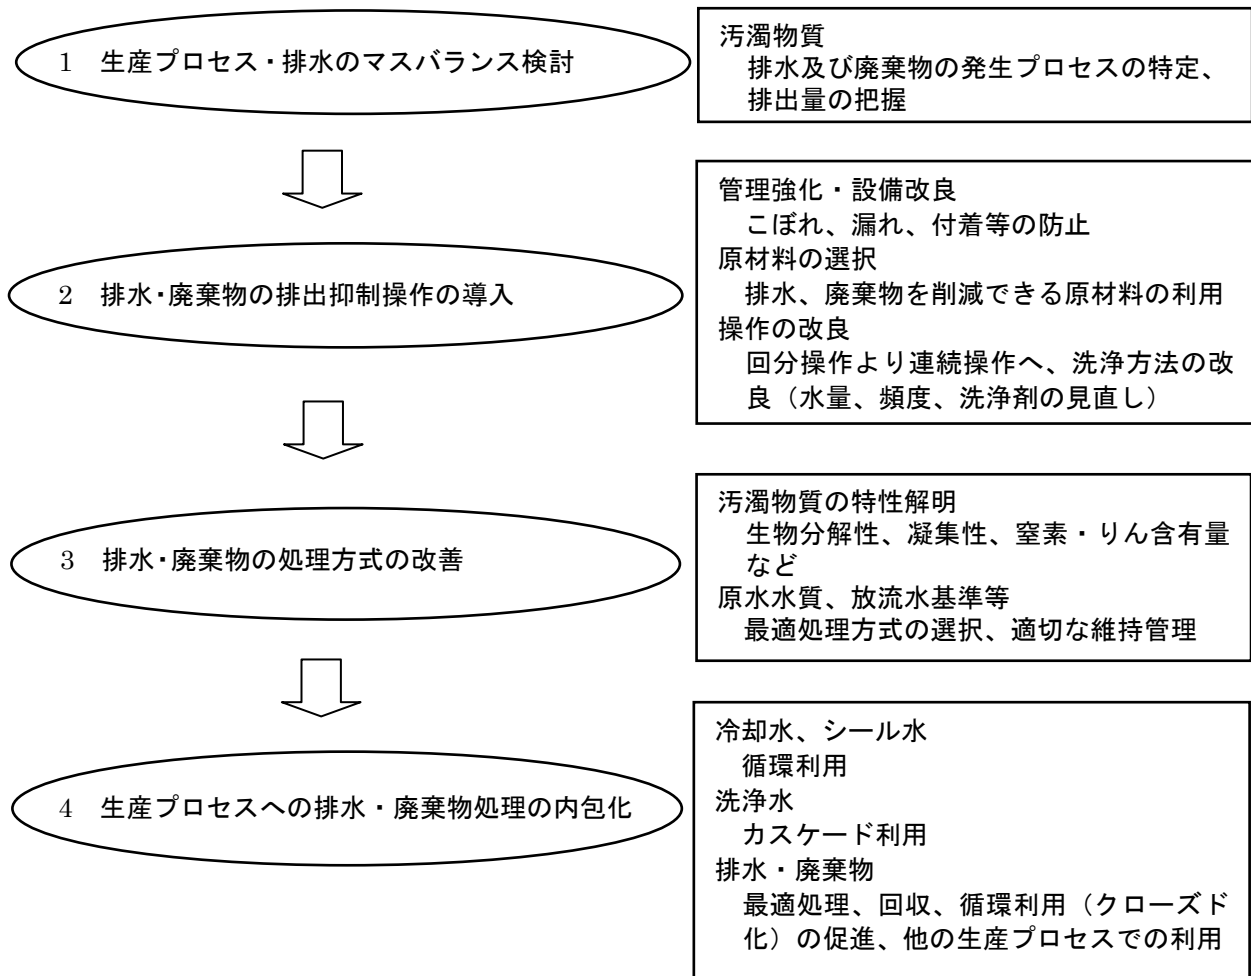 1 生産プロセス・排水のマスバランス検討
汚濁物質
排水及び廃棄物の発生プロセスの特定、
排出量の把握
2 排水・廃棄物の排出抑制操作の導入
管理強化・設備改良
こぼれ、漏れ、付着等の防止
原材料の選択
排水、廃棄物を削減できる原材料の利用
操作の改良
回分操作より連続操作へ、洗浄方法の改
良（水量、頻度、洗浄剤の見直し）
3 排水・廃棄物の処理方式の改善
汚濁物質の特性解明
生物分解性、凝集性、窒素・りん含有量
など
原水水質、放流水基準等
最適処理方式の選択、適切な維持管理
4 生産プロセスへの排水・廃棄物処理の内包化
冷却水、シール水
循環利用
洗浄水
カスケード利用
排水・廃棄物
最適処理、回収、循環利用（クローズド
化）の促進、他の生産プロセスでの利用